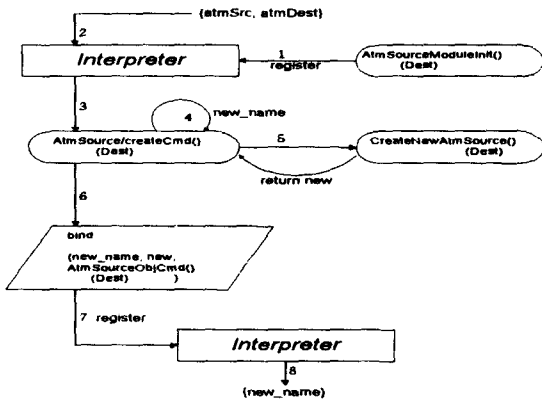 {atmSrc, atmDest}
2
Interpreter
1
register
AtmSourceModuleInit()
(Dest)
3
4
new_name
AtmSource/createCmd()
(Dest)
5
CreateNewAtmSource()
(Dest)
return new
6
bind
(new_name, new,
AtmSourceObjCmd()
(Dest) )
7 register
Interpreter
8
{new_name}